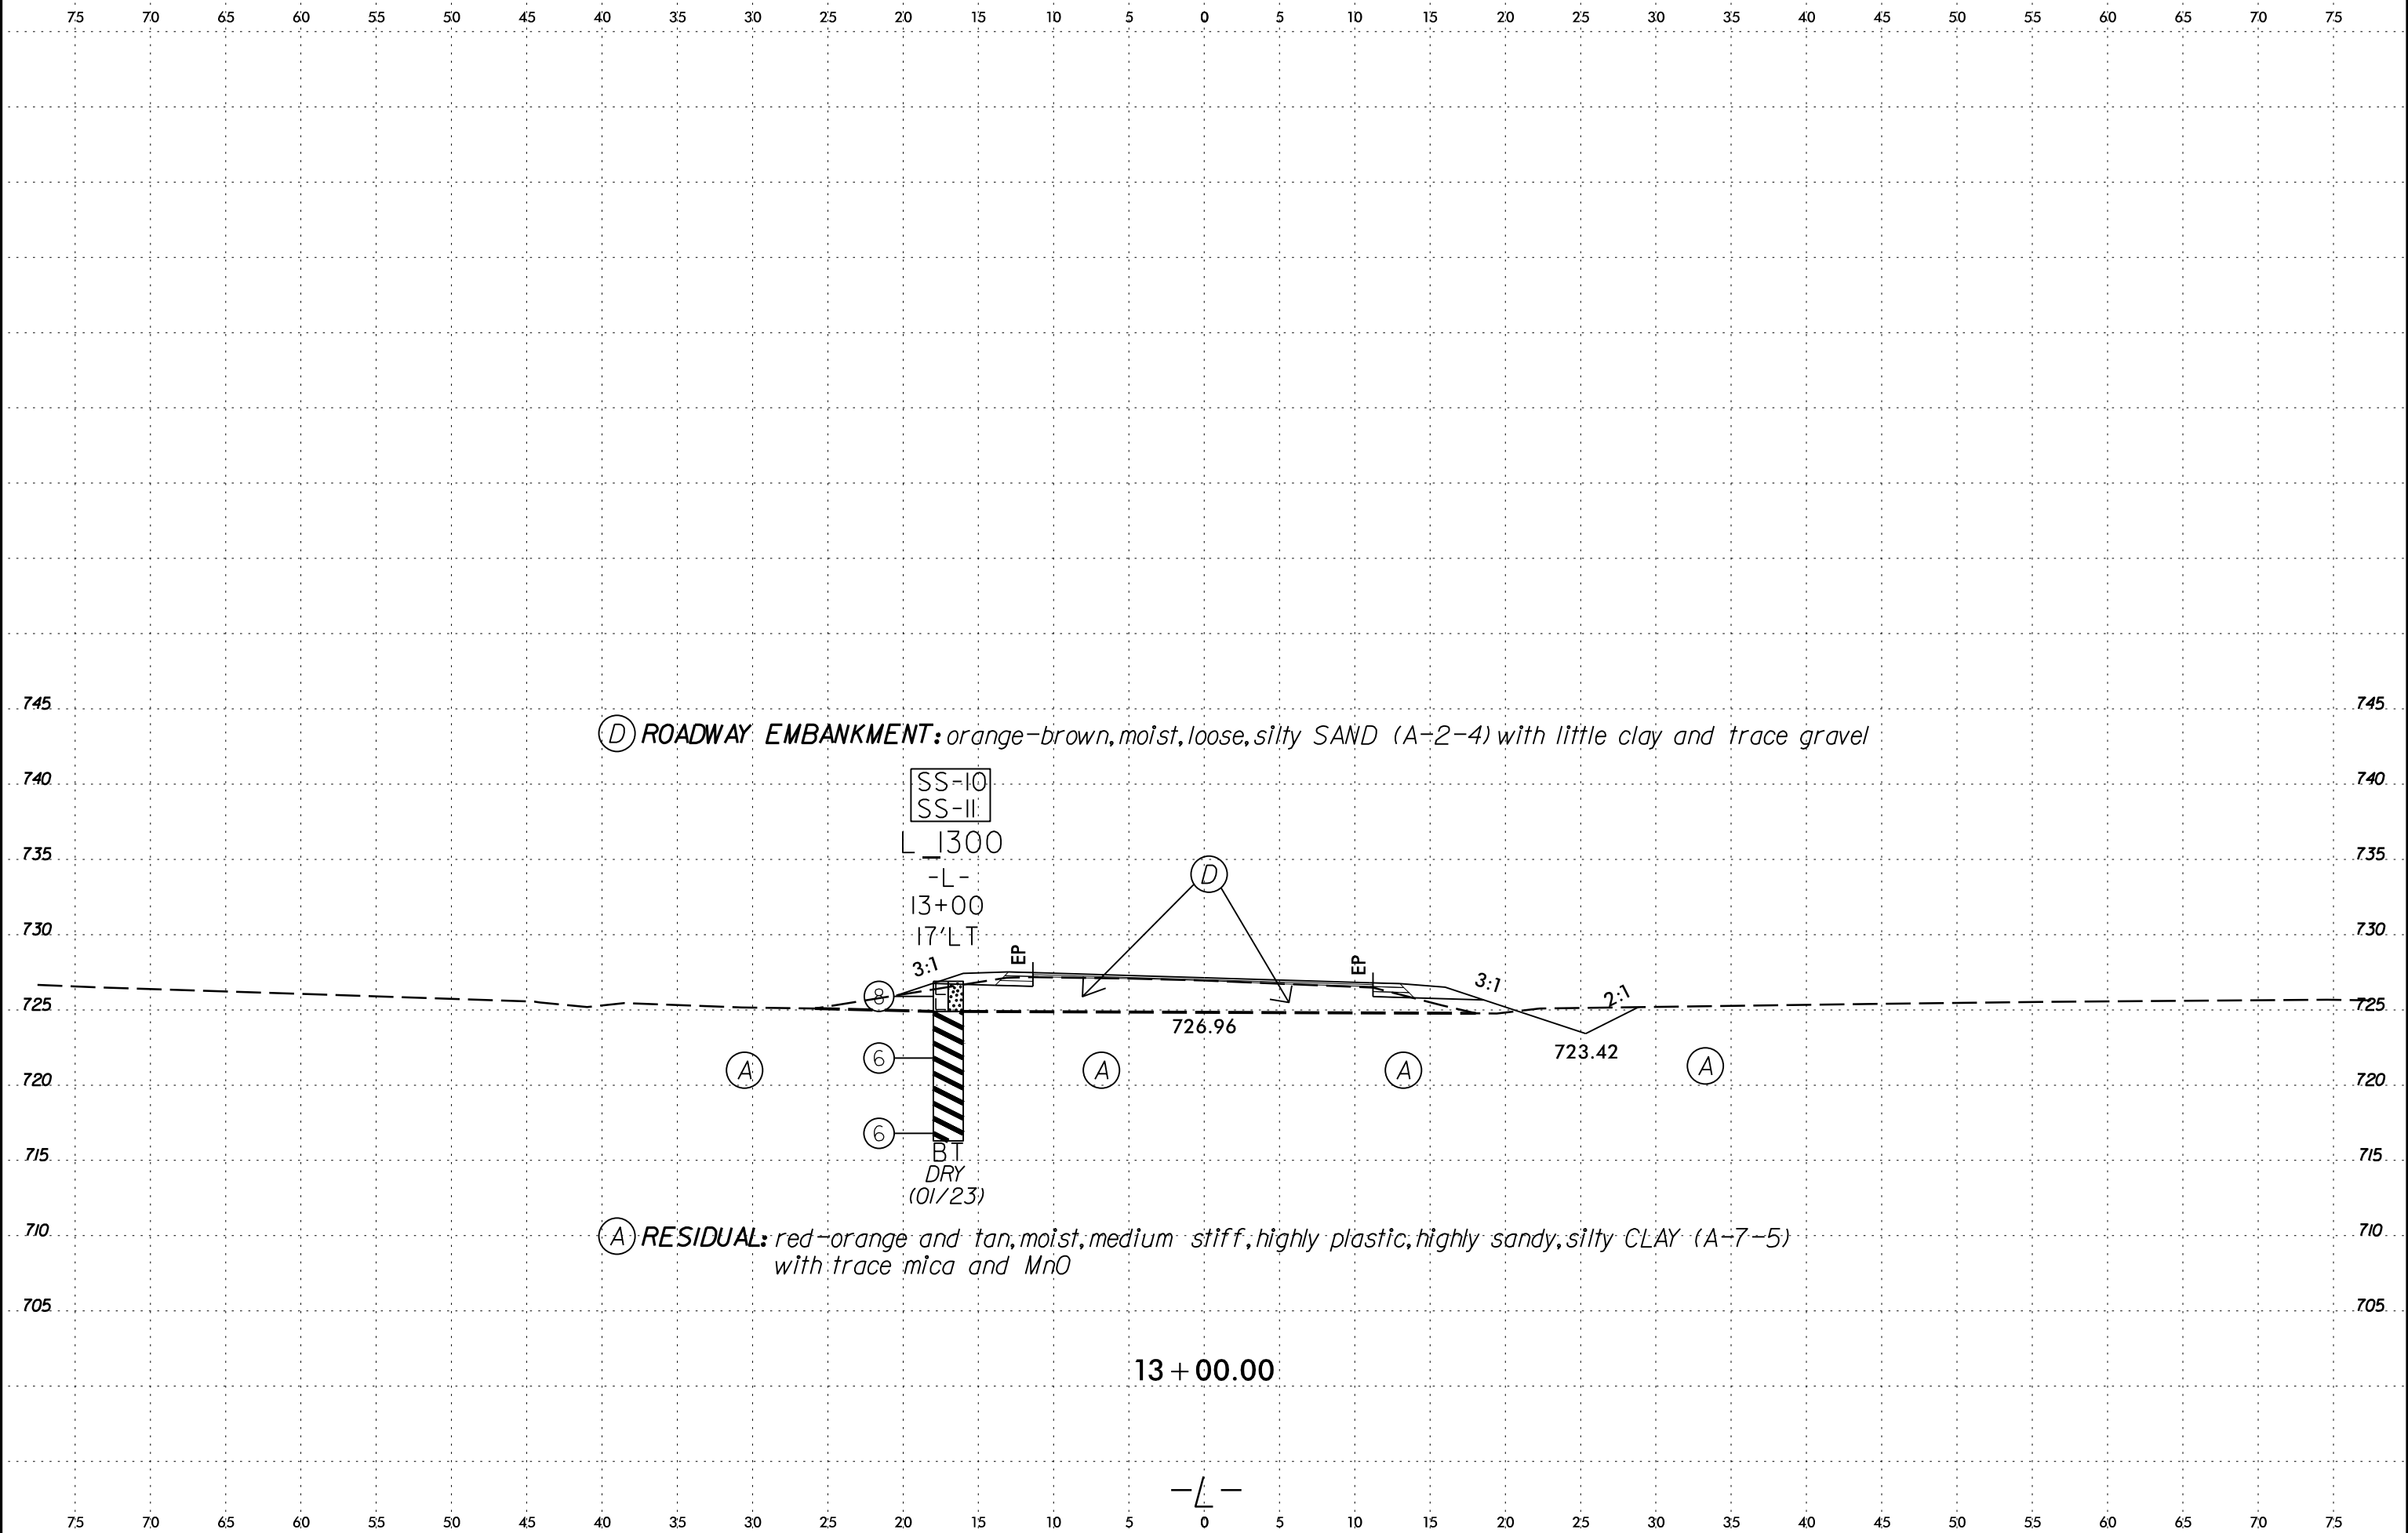 75 70 65 60 55 50 45 40 35 30 25 20 15 10 5 0 5 10 15 20 25 30 35 40 45 50 55 60 65 70 75
745 745
D ROADWAY EMBANKMENT: orange-brown, moist, loose, silty SAND (A-2-4) with little clay and trace gravel
740 740
SS-10
SS-11
L_1300
735 735
D
-L-
13+00
730 17'LT 730
EP EP
3:1 3:1
2:1
8
725 725
726.96
723.42
6
A A A A
720 720
6
BT
715 715
DRY
(01/23)
710 710
A RESIDUAL: red-orange and tan, moist, medium stiff, highly plastic, highly sandy, silty CLAY (A-7-5)
with trace mica and MnO
705 705
13+00.00
-L-
75 70 65 60 55 50 45 40 35 30 25 20 15 10 5 0 5 10 15 20 25 30 35 40 45 50 55 60 65 70 75